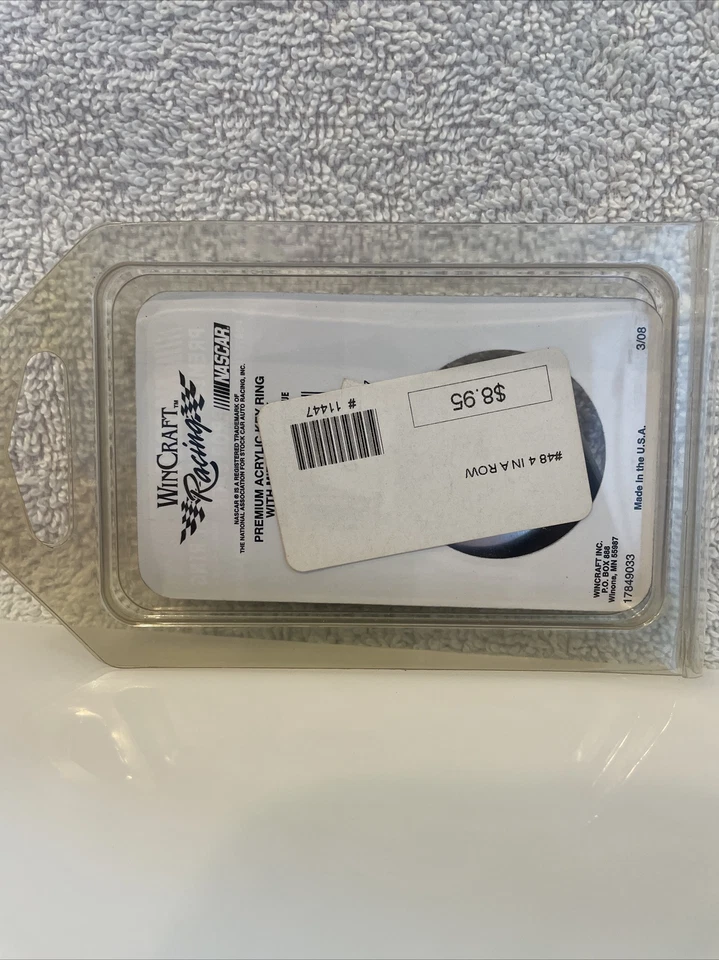 WINCRAFT™
Racing
NASCAR
NASCAR ® IS A REGISTERED TRADEMARK OF
THE NATIONAL ASSOCIATION FOR STOCK CAR AUTO RACING, INC.
PREMIUM ACRYLIC KEY RING
WITH
# 11447
$8.95
#48 4 IN A ROW
WINCRAFT INC.
P.O. BOX 888
Winona, MN 55987
17849033
Made in the U.S.A.
3/08